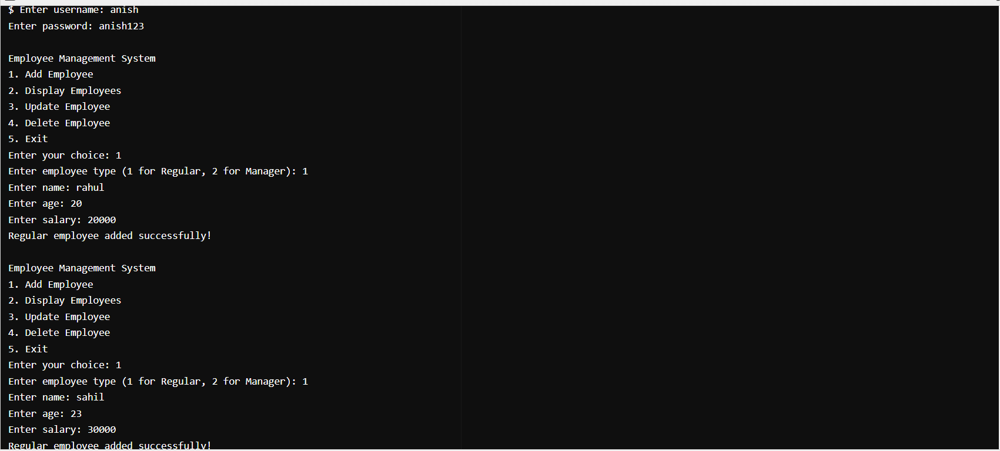 $ Enter username: anish
Enter password: anish123
Employee Management System
1. Add Employee
2. Display Employees
3. Update Employee
4. Delete Employee
5. Exit
Enter your choice: 1
Enter employee type (1 for Regular, 2 for Manager): 1
Enter name: rahul
Enter age: 20
Enter salary: 20000
Regular employee added successfully!
Employee Management System
1. Add Employee
2. Display Employees
3. Update Employee
4. Delete Employee
5. Exit
Enter your choice: 1
Enter employee type (1 for Regular, 2 for Manager): 1
Enter name: sahil
Enter age: 23
Enter salary: 30000
Regular employee added successfully!